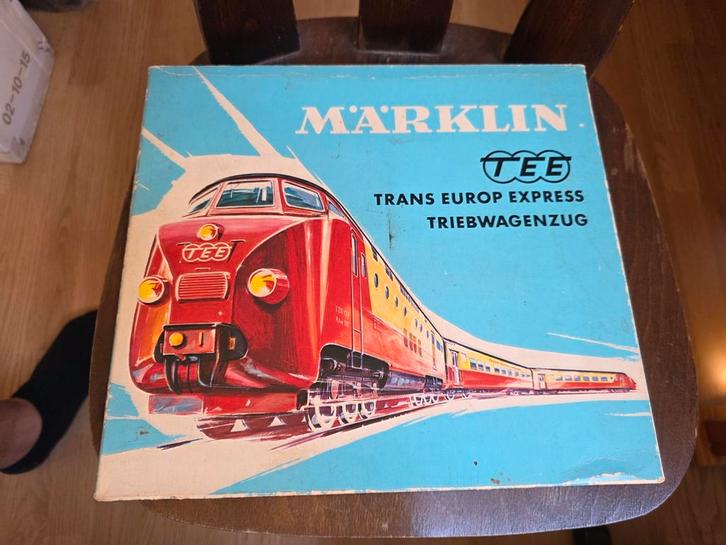 MÄRKLIN
TEE
TRANS EUROP EXPRESS
TRIEBWAGENZUG
TEE
02-10-15